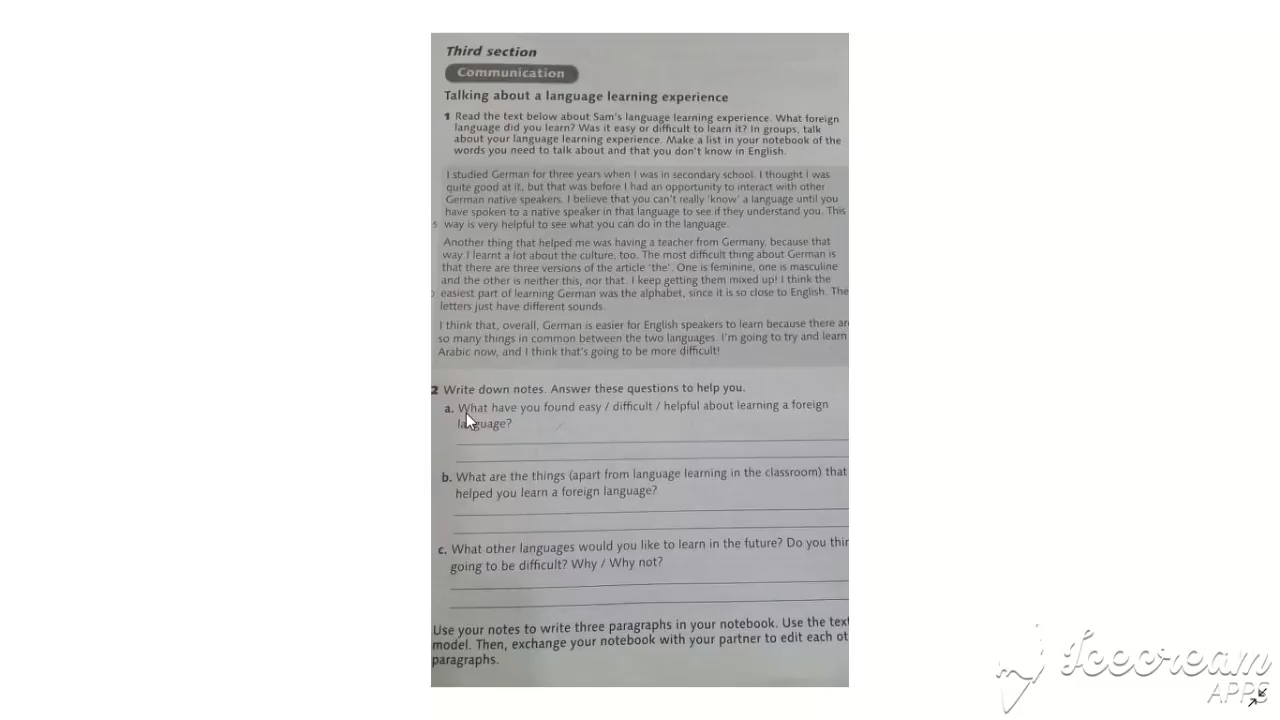 Third section
Communication
Talking about a language learning experience
1 Read the text below about Sam's language learning experience. What foreign
language did you learn? Was it easy or difficult to learn it? In groups, talk
about your language learning experience. Make a list in your notebook of the
words you need to talk about and that you don't know in English.
I studied German for three years when I was in secondary school. I thought I was
quite good at it, but that was before I had an opportunity to interact with other
German native speakers. I believe that you can't really 'know' a language until you
have spoken to a native speaker in that language to see if they understand you. This
5 way is very helpful to see what you can do in the language.
Another thing that helped me was having a teacher from Germany, because that
way I learnt a lot about the culture, too. The most difficult thing about German is
that there are three versions of the article 'the'. One is feminine, one is masculine
and the other is neither this, nor that. I keep getting them mixed up! I think the
easiest part of learning German was the alphabet, since it is so close to English. The
letters just have different sounds.
I think that, overall, German is easier for English speakers to learn because there are
so many things in common between the two languages. I'm going to try and learn
Arabic now, and I think that's going to be more difficult!
2 Write down notes. Answer these questions to help you.
a. What have you found easy / difficult / helpful about learning a foreign
language?
b. What are the things (apart from language learning in the classroom) that
helped you learn a foreign language?
c. What other languages would you like to learn in the future? Do you thin
going to be difficult? Why / Why not?
Use your notes to write three paragraphs in your notebook. Use the text
model. Then, exchange your notebook with your partner to edit each ot
paragraphs.
Icecream
APPS